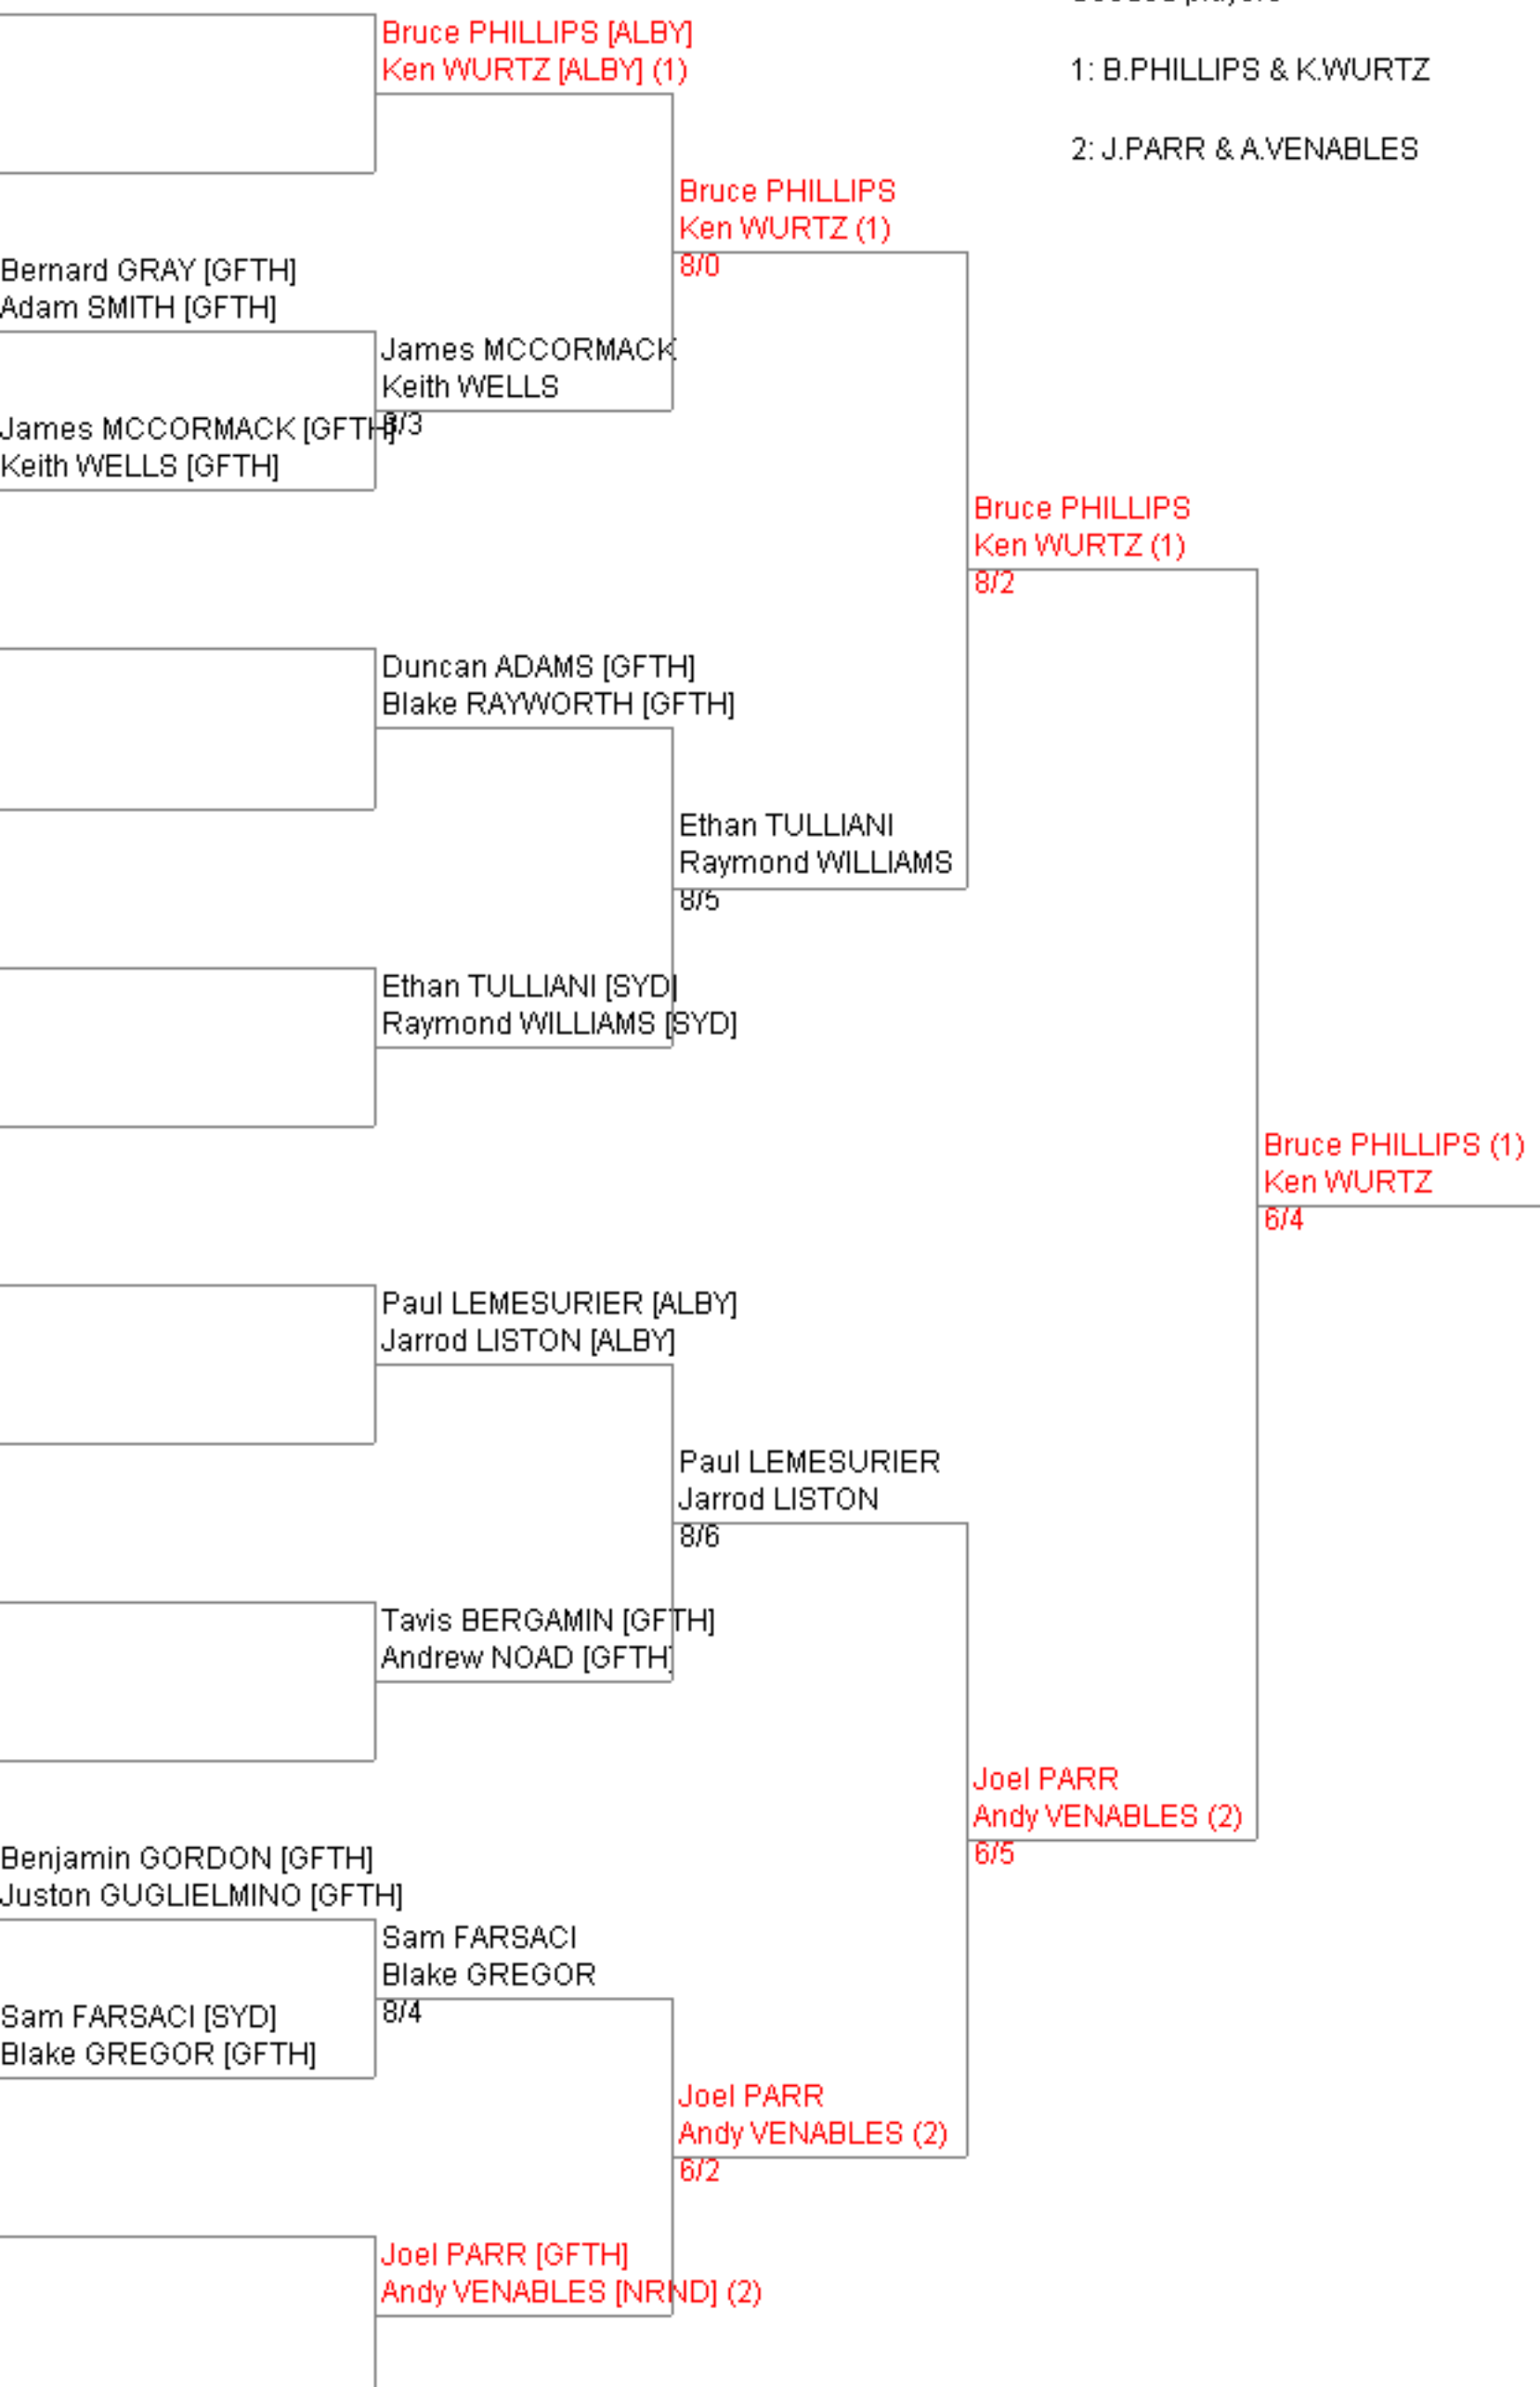 Bruce PHILLIPS [ALBY]
Ken WURTZ [ALBY] (1)
1: B.PHILLIPS & K.WURTZ
2: J.PARR & A.VENABLES
Bruce PHILLIPS
Ken WURTZ (1)
8/0
Bernard GRAY [GFTH]
Adam SMITH [GFTH]
James MCCORMACK
Keith WELLS
8/3
James MCCORMACK [GFTH]
Keith WELLS [GFTH]
Bruce PHILLIPS
Ken WURTZ (1)
8/2
Duncan ADAMS [GFTH]
Blake RAYWORTH [GFTH]
Ethan TULLIANI
Raymond WILLIAMS
8/5
Ethan TULLIANI [SYD]
Raymond WILLIAMS [SYD]
Bruce PHILLIPS (1)
Ken WURTZ
6/4
Paul LEMESURIER [ALBY]
Jarrod LISTON [ALBY]
Paul LEMESURIER
Jarrod LISTON
8/6
Tavis BERGAMIN [GFTH]
Andrew NOAD [GFTH]
Joel PARR
Andy VENABLES (2)
6/5
Benjamin GORDON [GFTH]
Juston GUGLIELMINO [GFTH]
Sam FARSACI
Blake GREGOR
8/4
Sam FARSACI [SYD]
Blake GREGOR [GFTH]
Joel PARR
Andy VENABLES (2)
6/2
Joel PARR [GFTH]
Andy VENABLES [NRND] (2)